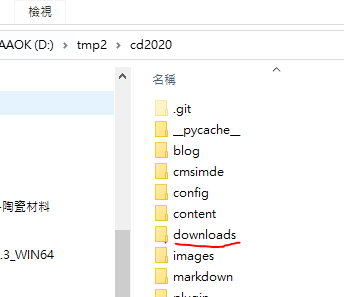 檢視
AAOK (D:) > tmp2 > cd2020
名稱
.git
__pycache__
blog
cmsimde
config
陶瓷材料
content
downloads
.3_WIN64
images
markdown